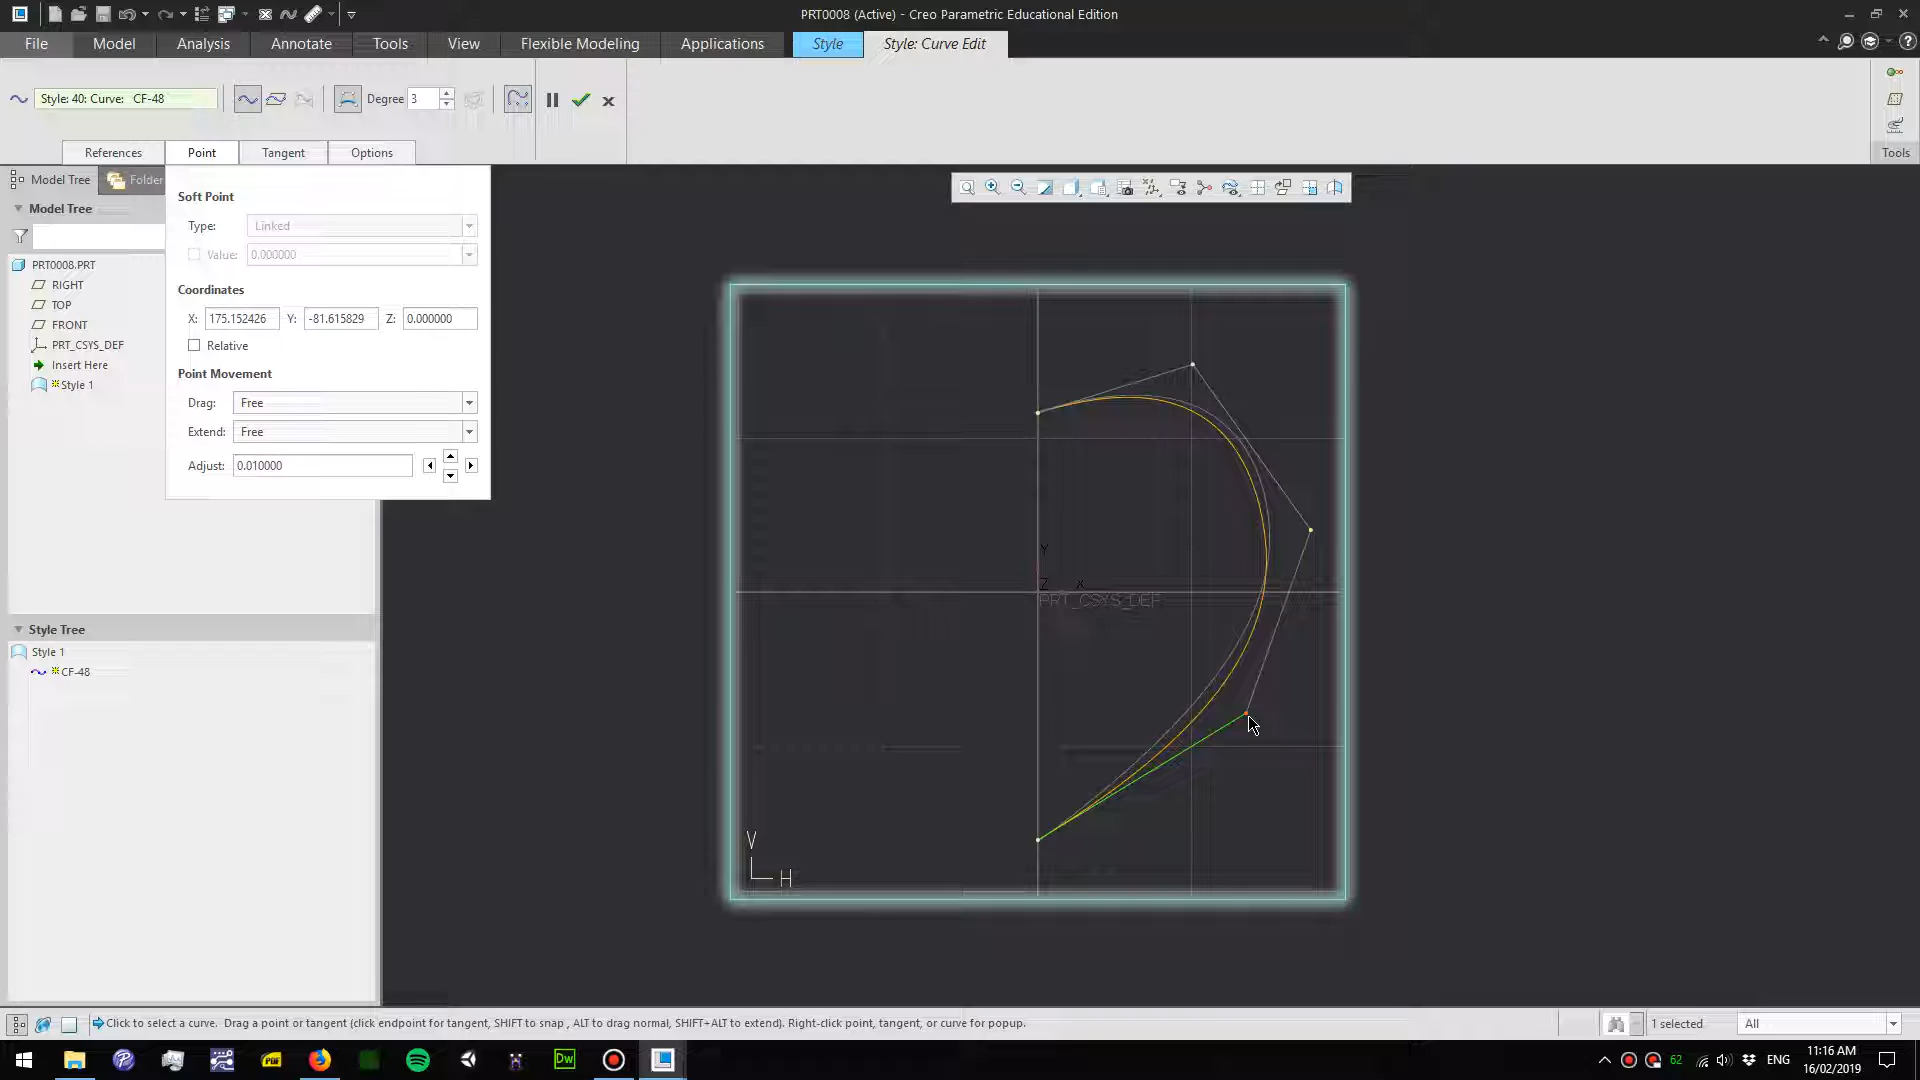 PRT0008 (Active) - Creo Parametric Educational Edition
File Model Analysis Annotate Tools View Flexible Modeling Applications Style Style: Curve Edit
Style: 40: Curve: CF-48
Degree 3
References Point Tangent Options
Tools
Model Tree Folder
Model Tree
PRT0008.PRT
RIGHT
TOP
FRONT
PRT_CSYS_DEF
Insert Here
Style 1
Soft Point
Type: Linked
Value: 0.000000
Coordinates
X: 175.152426 Y: -81.615829 Z: 0.000000
Relative
Point Movement
Drag: Free
Extend: Free
Adjust: 0.010000
Y
Z X
PRT_CSYS_DEF
V
H
Style Tree
Style 1
CF-48
Click to select a curve. Drag a point or tangent (click endpoint for tangent, SHIFT to snap , ALT to drag normal, SHIFT+ALT to extend). Right-click point, tangent, or curve for popup.
1 selected All
Dw
62 ENG
11:16 AM
16/02/2019